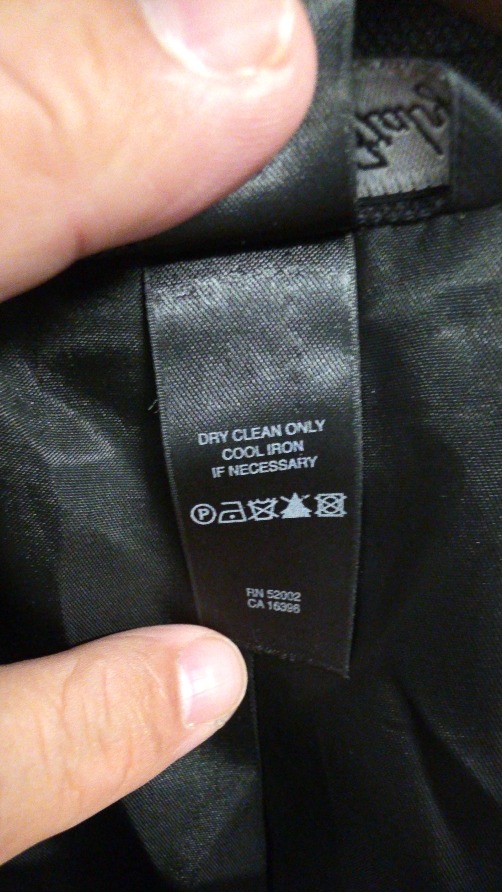 DRY CLEAN ONLY
COOL IRON
IF NECESSARY
P
RN 52002
CA 16396